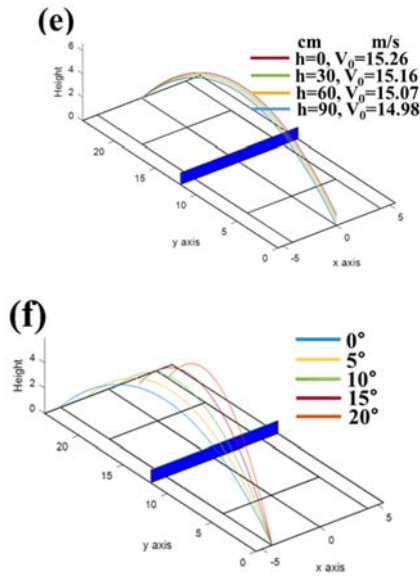 (e)
cm m/s
h=0, V₀=15.26
h=30, V₀=15.16
h=60, V₀=15.07
h=90, V₀=14.98
Height
6
4
2
0
20
15
10
5
0
y axis
-5
0
5
x axis
(f)
0°
5°
10°
15°
20°
Height
4
2
0
20
15
10
5
0
y axis
-5
0
5
x axis